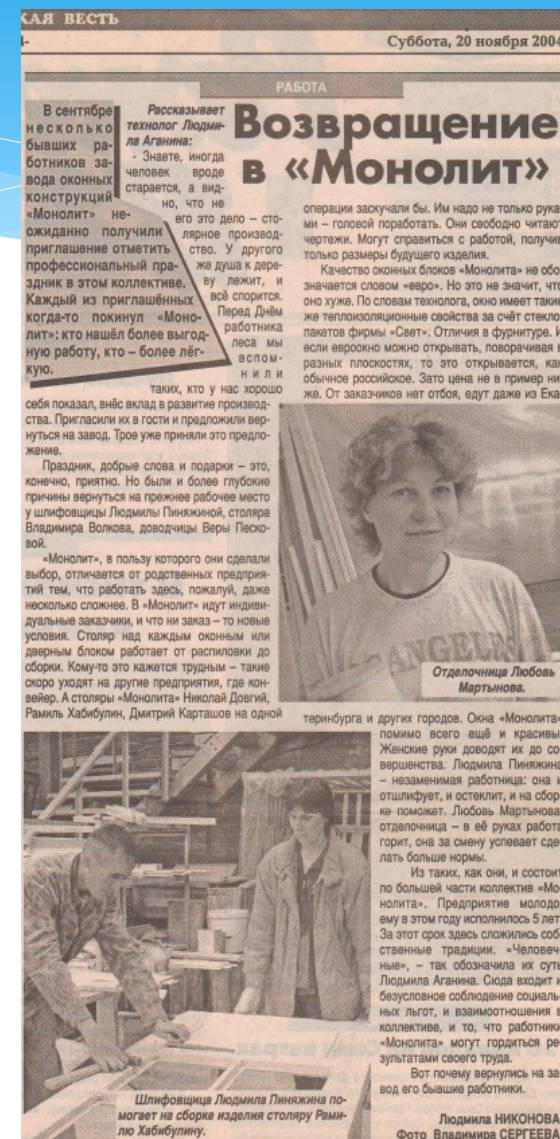 КАЯ ВЕСТЬ
Суббота, 20 ноября 2004
РАБОТА
Возвращение
в «Монолит»
В сентябре
несколько
бывших ра-
ботников за-
вода оконных
конструкций
«Монолит» не-
ожиданно получили
приглашение отметить
профессиональный пра-
здник в этом коллективе.
Каждый из приглашённых
когда-то покинул «Моно-
лит»: кто нашёл более выгод-
ную работу, кто – более лёг-
кую.
Рассказывает
технолог Людми-
ла Аганина:
- Знаете, иногда
человек вроде
старается, а вид-
но, что не
его это дело – сто-
лярное производ-
ство. У другого
же душа к дере-
ву лежит, и
всё спорится.
Перед Днём
работника
леса мы
вспом-
нили
таких, кто у нас хорошо
себя показал, внёс вклад в развитие производ-
ства. Пригласили их в гости и предложили вер-
нуться на завод. Трое уже приняли это предло-
жение.
Праздник, добрые слова и подарки – это,
конечно, приятно. Но были и более глубокие
причины вернуться на прежнее рабочее место
у шлифовщицы Людмилы Пиняжиной, столяра
Владимира Волкова, доводчицы Веры Песко-
вой.
«Монолит», в пользу которого они сделали
выбор, отличается от родственных предприя-
тий тем, что работать здесь, пожалуй, даже
несколько сложнее. В «Монолит» идут индиви-
дуальные заказчики, и что ни заказ – то новые
условия. Столяр над каждым оконным или
дверным блоком работает от распиловки до
сборки. Кому-то это кажется трудным – такие
скоро уходят на другие предприятия, где кон-
вейер. А столяры «Монолита» Николай Довгий,
Рамиль Хабибулин, Дмитрий Карташов на одной
операции заскучали бы. Им надо не только рука-
ми – головой поработать. Они свободно читают
чертежи. Могут справиться с работой, получив
только размеры будущего изделия.
Качество оконных блоков «Монолита» не обо-
значается словом «евро». Но это не значит, что
оно хуже. По словам технолога, окно имеет такие
же теплоизоляционные свойства за счёт стекло-
пакетов фирмы «Свет». Отличия в фурнитуре. И
если евроокно можно открывать, поворачивая в
разных плоскостях, то это открывается, как
обычное российское. Зато цена не в пример ни-
же. От заказчиков нет отбоя, едут даже из Ека-
ANGEL
Отделочница Любовь
Мартынова.
теринбурга и других городов. Окна «Монолита»
помимо всего ещё и красивы.
Женские руки доводят их до со-
вершенства. Людмила Пиняжина
– незаменимая работница: она и
отшлифует, и остеклит, и на сбор-
ке поможет. Любовь Мартынова,
отделочница – в её руках работа
горит, она за смену успевает сде-
лать больше нормы.
Из таких, как они, и состоит
по большей части коллектив «Мо-
нолита». Предприятие молодо:
ему в этом году исполнилось 5 лет.
За этот срок здесь сложились соб-
ственные традиции. «Человеч-
ные», – так обозначила их суть
Людмила Аганина. Сюда входит и
безусловное соблюдение социаль-
ных льгот, и взаимоотношения в
коллективе, и то, что работники
«Монолита» могут гордиться ре-
зультатами своего труда.
Вот почему вернулись на за-
вод его бывшие работники.
Людмила НИКОНОВА
Фото Владимира СЕРГЕЕВА
Шлифовщица Людмила Пиняжина по-
могает на сборке изделия столяру Рами-
лю Хабибулину.